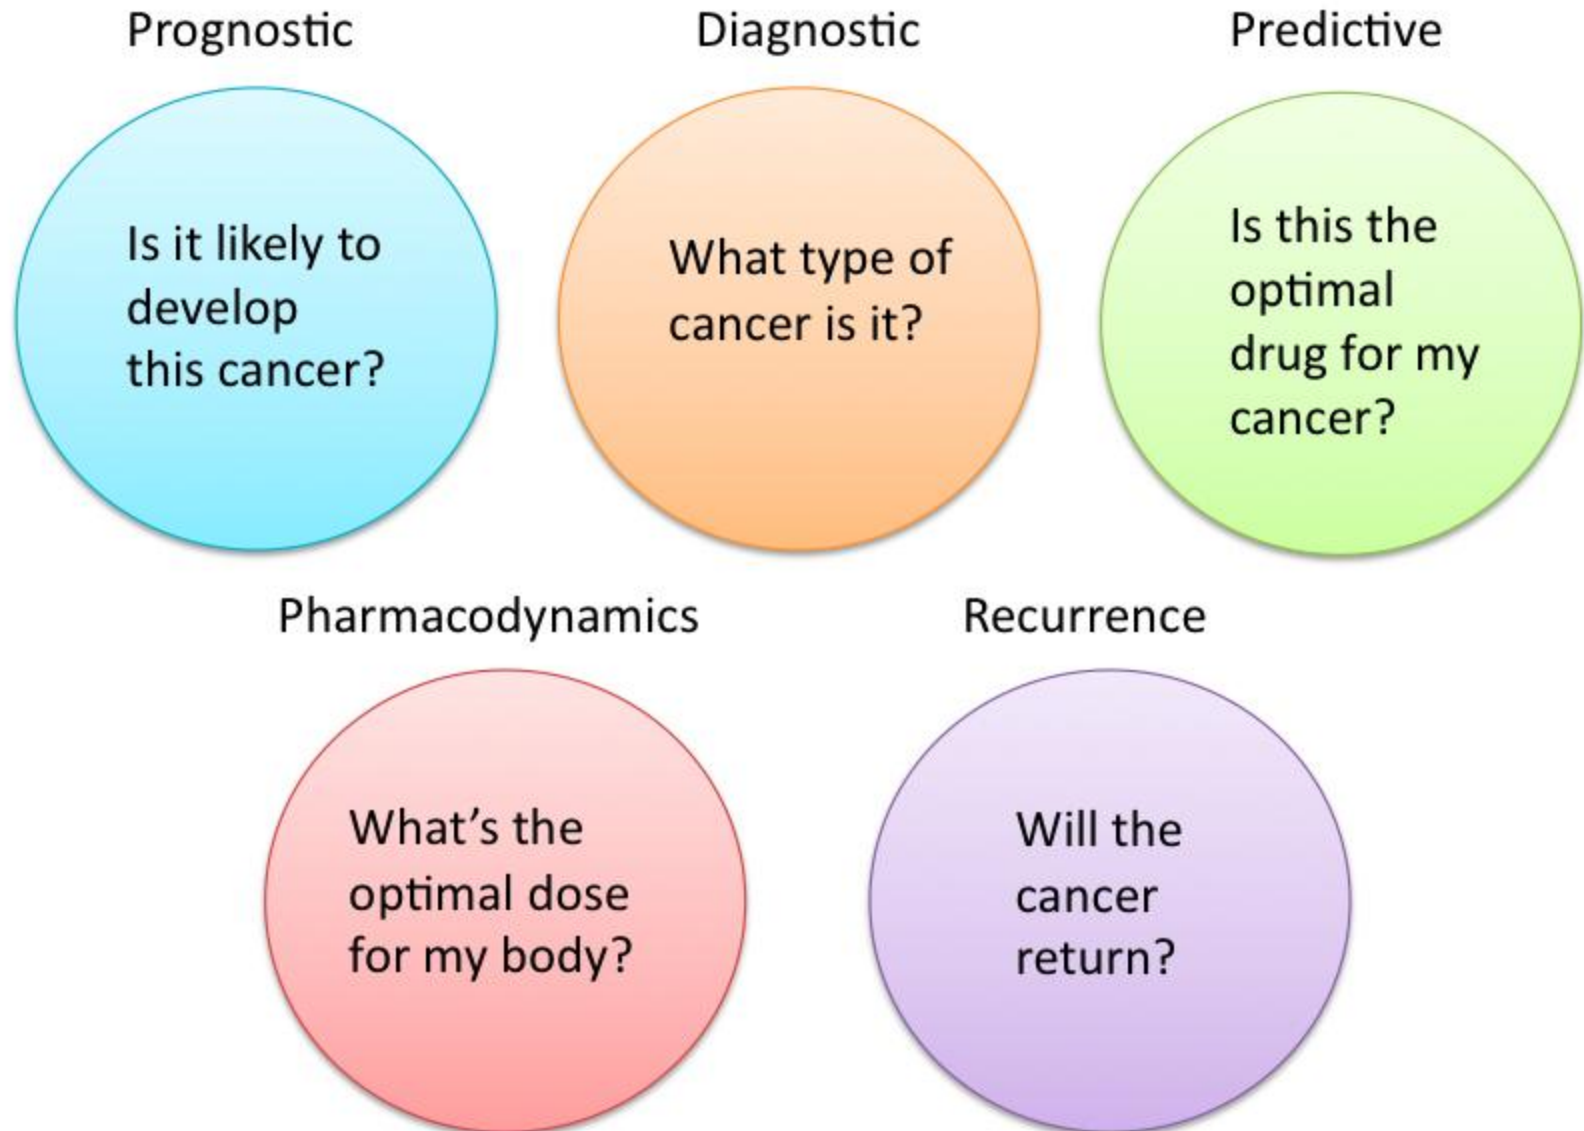 Prognostic
Is it likely to
develop
this cancer?
Diagnostic
What type of
cancer is it?
Predictive
Is this the
optimal
drug for my
cancer?
Pharmacodynamics
What’s the
optimal dose
for my body?
Recurrence
Will the
cancer
return?